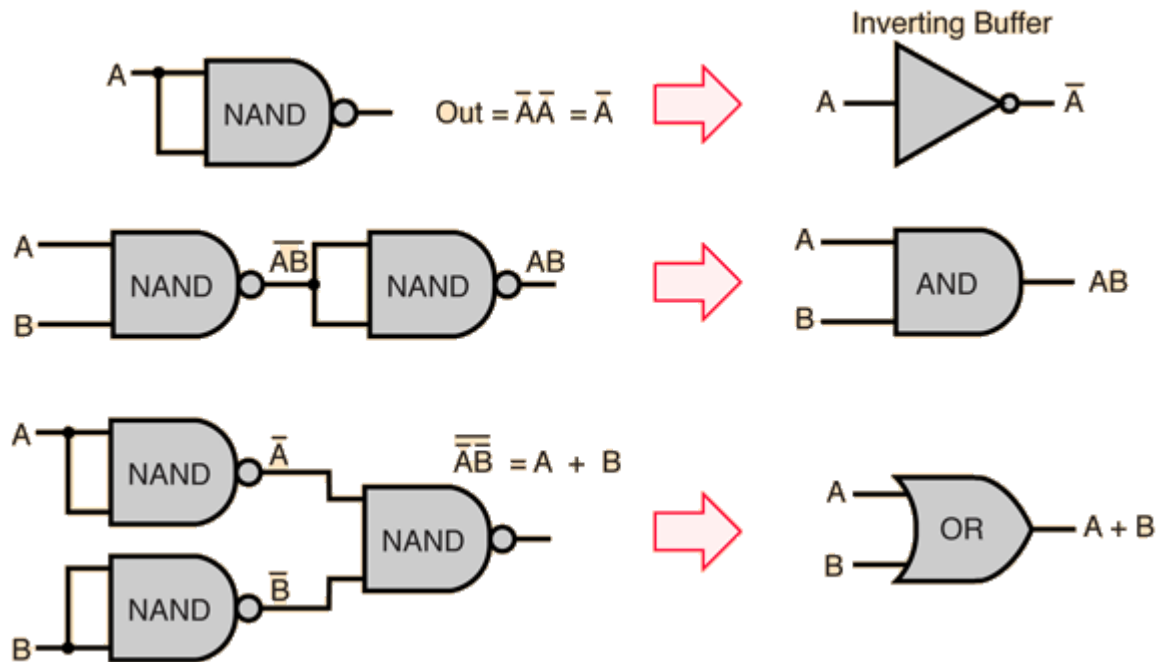 Inverting Buffer
A
NAND
Out = A̅ A̅ = A̅
A
A̅
A
B
NAND
A̅B̅
NAND
AB
A
B
AND
AB
A
NAND
A̅
B
NAND
B̅
NAND
A̿B̿ = A + B
A
B
OR
A + B